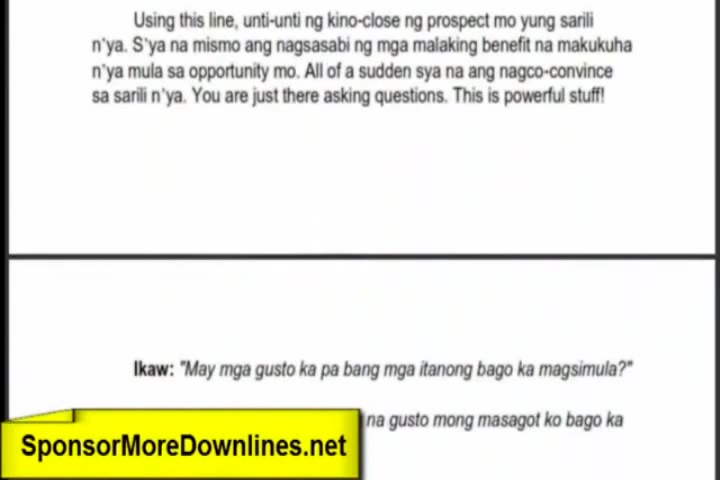 Using this line, unti-unti ng kino-close ng prospect mo yung sarili
n'ya. S'ya na mismo ang nagsasabi ng mga malaking benefit na makukuha
n'ya mula sa opportunity mo. All of a sudden sya na ang nagco-convince
sa sarili n'ya. You are just there asking questions. This is powerful stuff!
Ikaw: "May mga gusto ka pa bang mga itanong bago ka magsimula?"
na gusto mong masagot ko bago ka
SponsorMoreDownlines.net